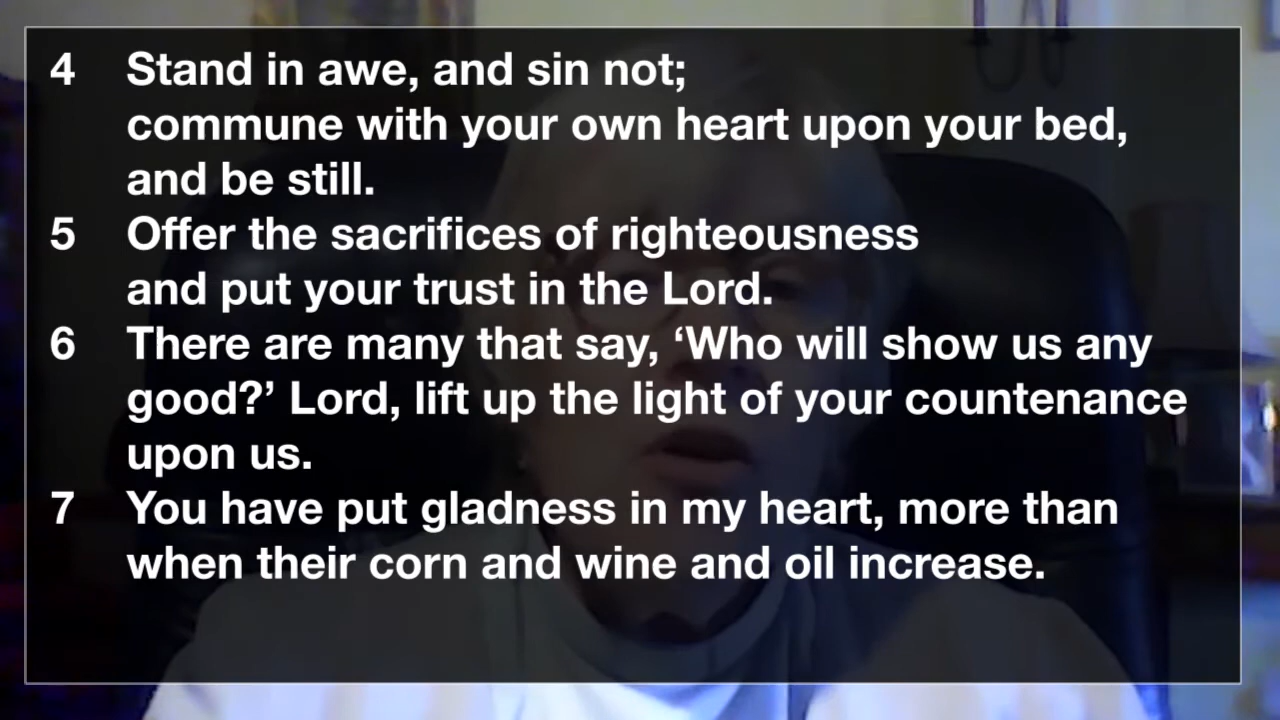 4 Stand in awe, and sin not;
commune with your own heart upon your bed,
and be still.
5 Offer the sacrifices of righteousness
and put your trust in the Lord.
6 There are many that say, ‘Who will show us any
good?’ Lord, lift up the light of your countenance
upon us.
7 You have put gladness in my heart, more than
when their corn and wine and oil increase.